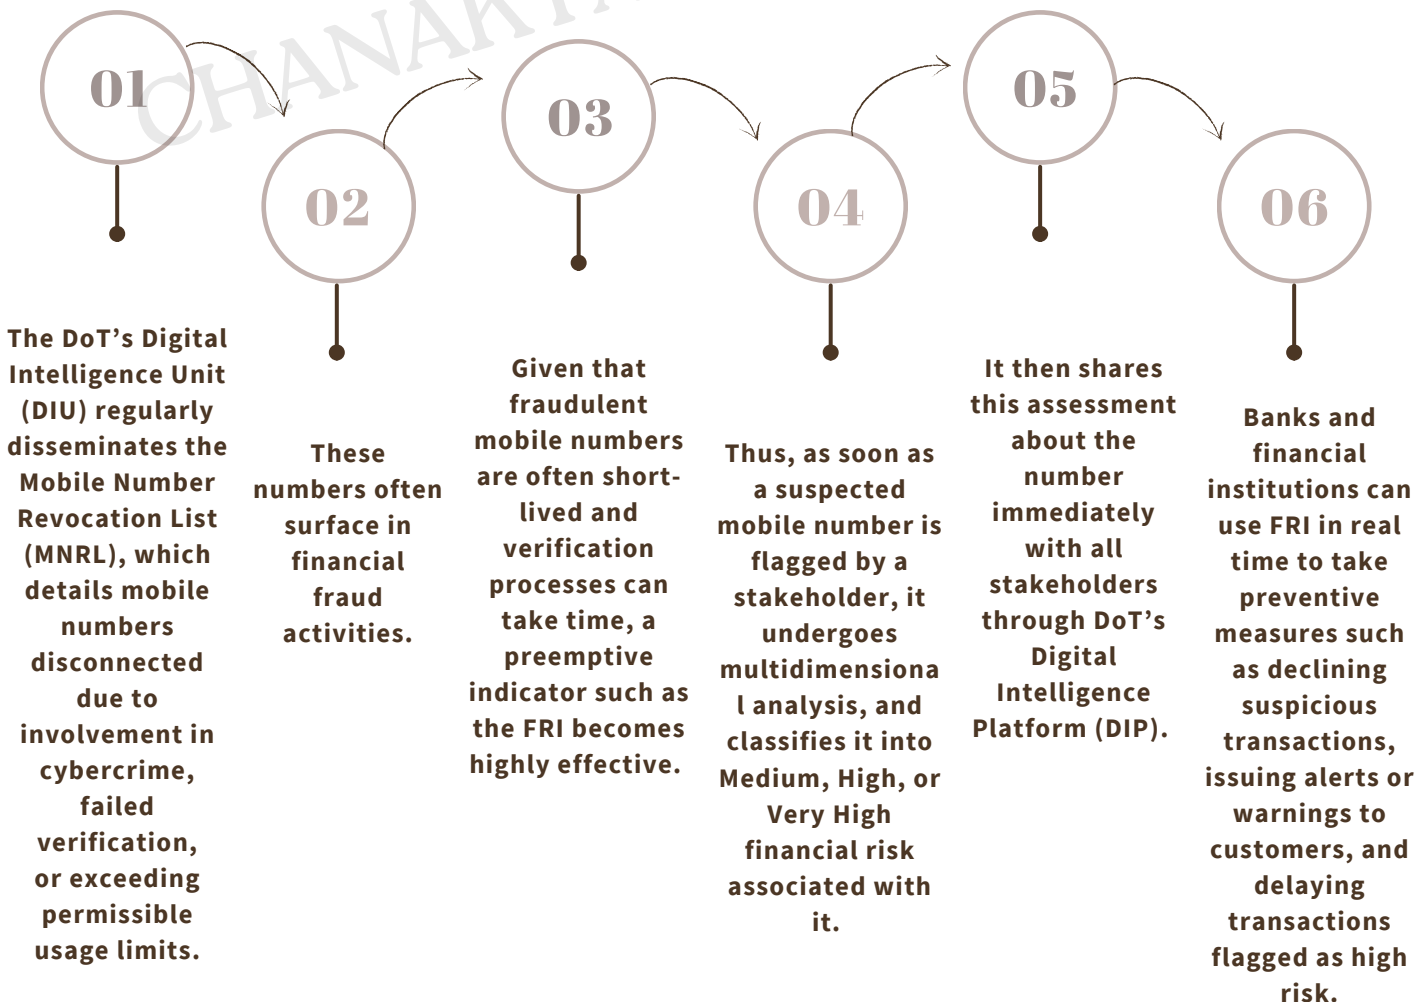 CHANAKYA
01
The DoT’s Digital
Intelligence Unit
(DIU) regularly
disseminates the
Mobile Number
Revocation List
(MNRL), which
details mobile
numbers
disconnected
due to
involvement in
cybercrime,
failed
verification,
or exceeding
permissible
usage limits.
02
These
numbers often
surface in
financial
fraud
activities.
03
Given that
fraudulent
mobile numbers
are often short-
lived and
verification
processes can
take time, a
preemptive
indicator such as
the FRI becomes
highly effective.
04
Thus, as soon as
a suspected
mobile number is
flagged by a
stakeholder, it
undergoes
multidimensiona
l analysis, and
classifies it into
Medium, High, or
Very High
financial risk
associated with
it.
05
It then shares
this assessment
about the
number
immediately
with all
stakeholders
through DoT’s
Digital
Intelligence
Platform (DIP).
06
Banks and
financial
institutions can
use FRI in real
time to take
preventive
measures such
as declining
suspicious
transactions,
issuing alerts or
warnings to
customers, and
delaying
transactions
flagged as high
risk.